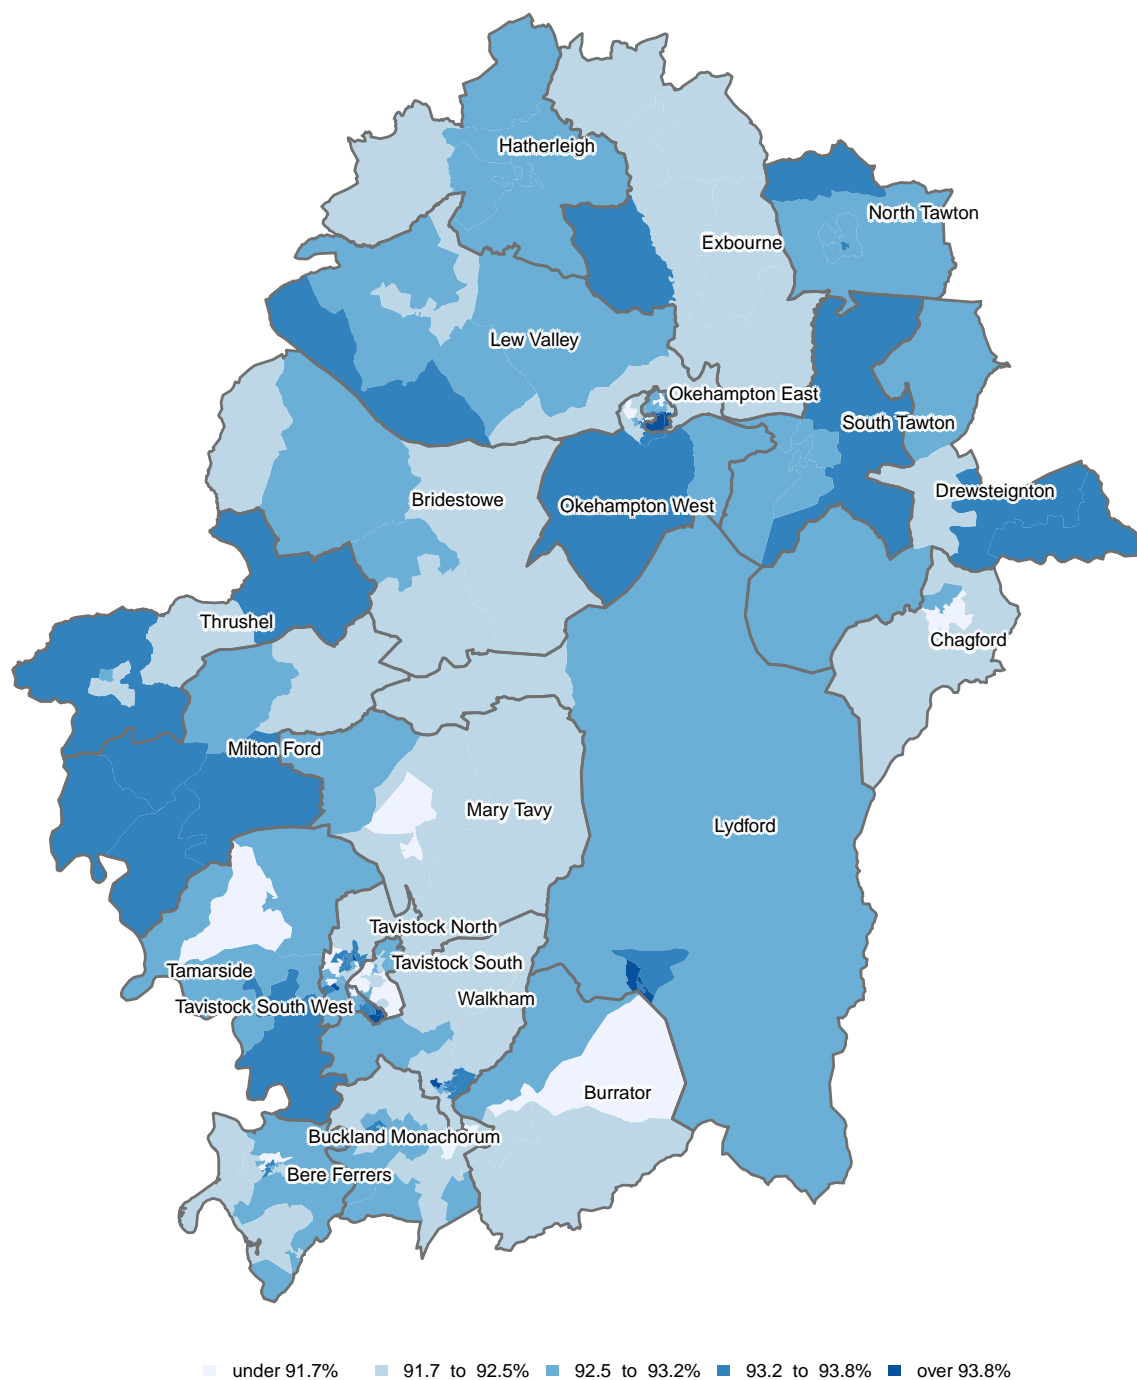 Hatherleigh
North Tawton
Exbourne
Lew Valley
Okehampton East
South Tawton
Drewsteignton
Bridestowe
Okehampton West
Thrushel
Chagford
Milton Ford
Mary Tavy
Lydford
Tavistock North
Tavistock South
Tamarside
Walkham
Tavistock South West
Burrator
Buckland Monachorum
Bere Ferrers
under 91.7% 91.7 to 92.5% 92.5 to 93.2% 93.2 to 93.8% over 93.8%